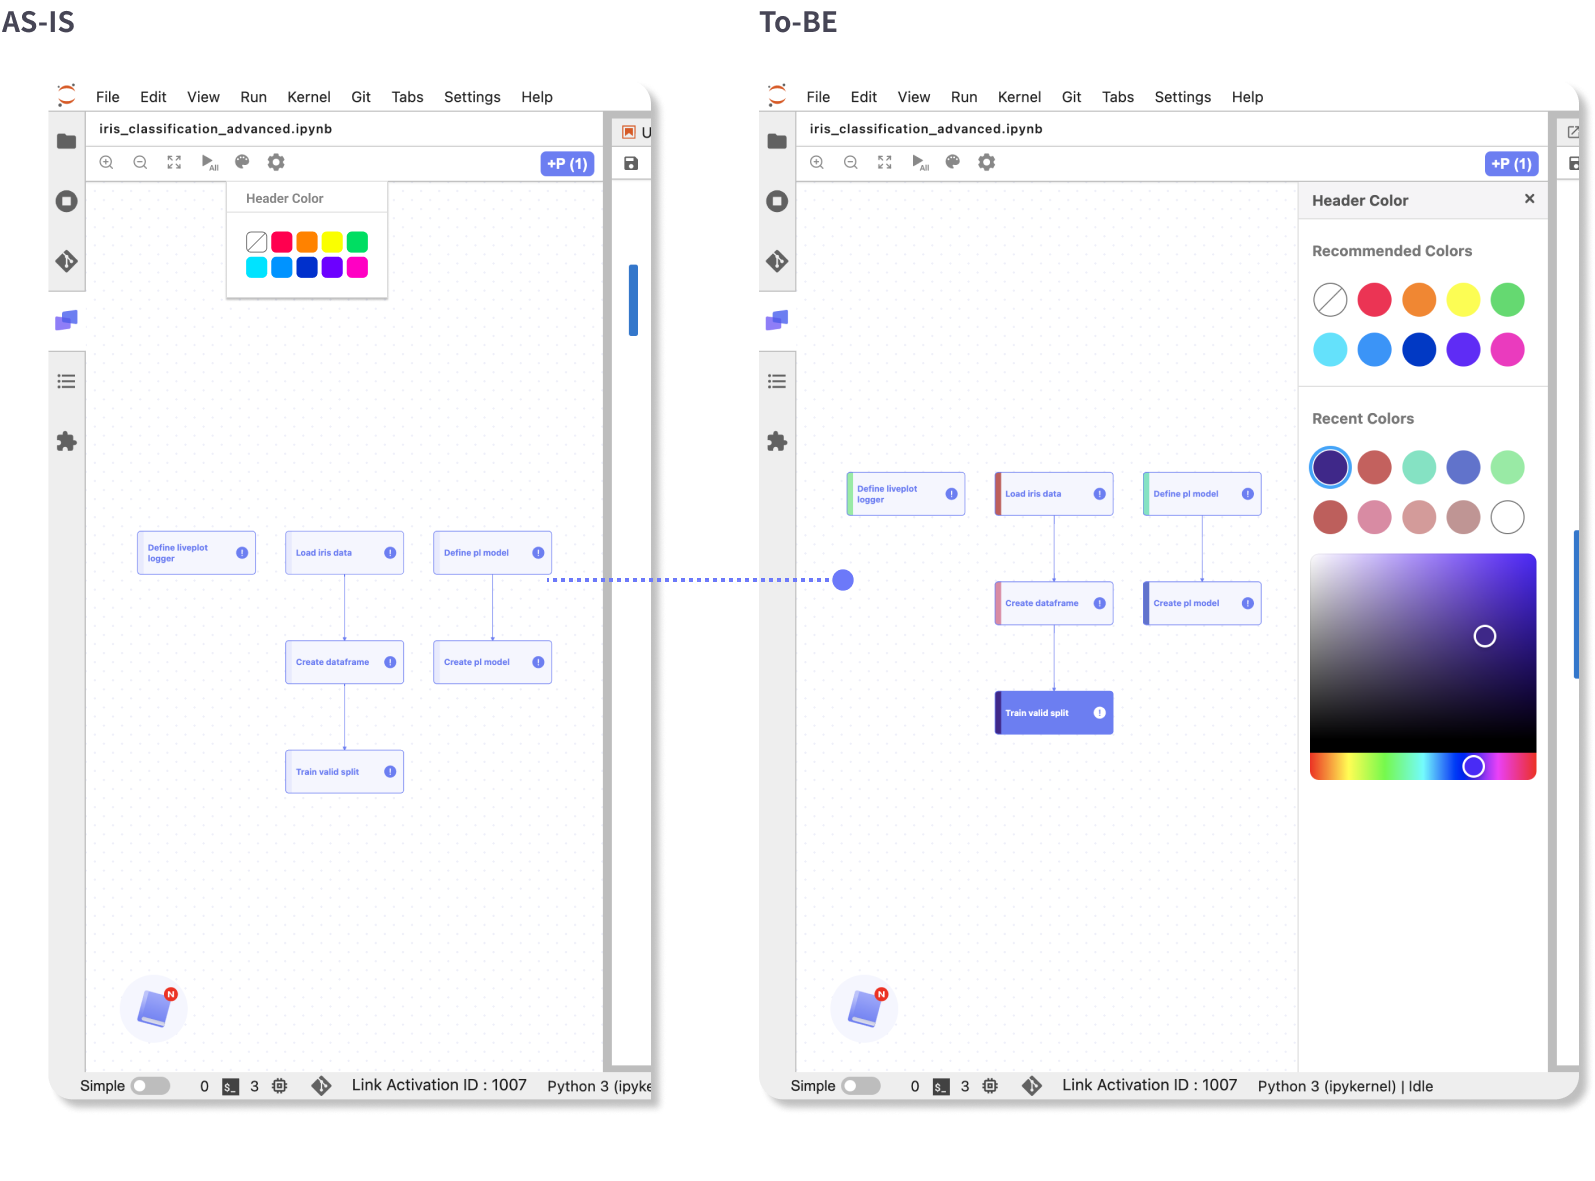 AS-IS
File Edit View Run Kernel Git Tabs Settings Help
iris_classification_advanced.ipynb
U
All
+P (1)
Header Color
Define liveplot
logger
!
Load iris data
!
Define pl model
!
Create dataframe
!
Create pl model
!
Train valid split
!
N
Simple 0 $_ 3 Link Activation ID : 1007 Python 3 (ipyke
To-BE
File Edit View Run Kernel Git Tabs Settings Help
iris_classification_advanced.ipynb
All
+P (1)
Header Color
Recommended Colors
Recent Colors
Define liveplot
logger
!
Load iris data
!
Define pl model
!
Create dataframe
!
Create pl model
!
Train valid split
!
N
Simple 0 $_ 3 Link Activation ID : 1007 Python 3 (ipykernel) | Idle